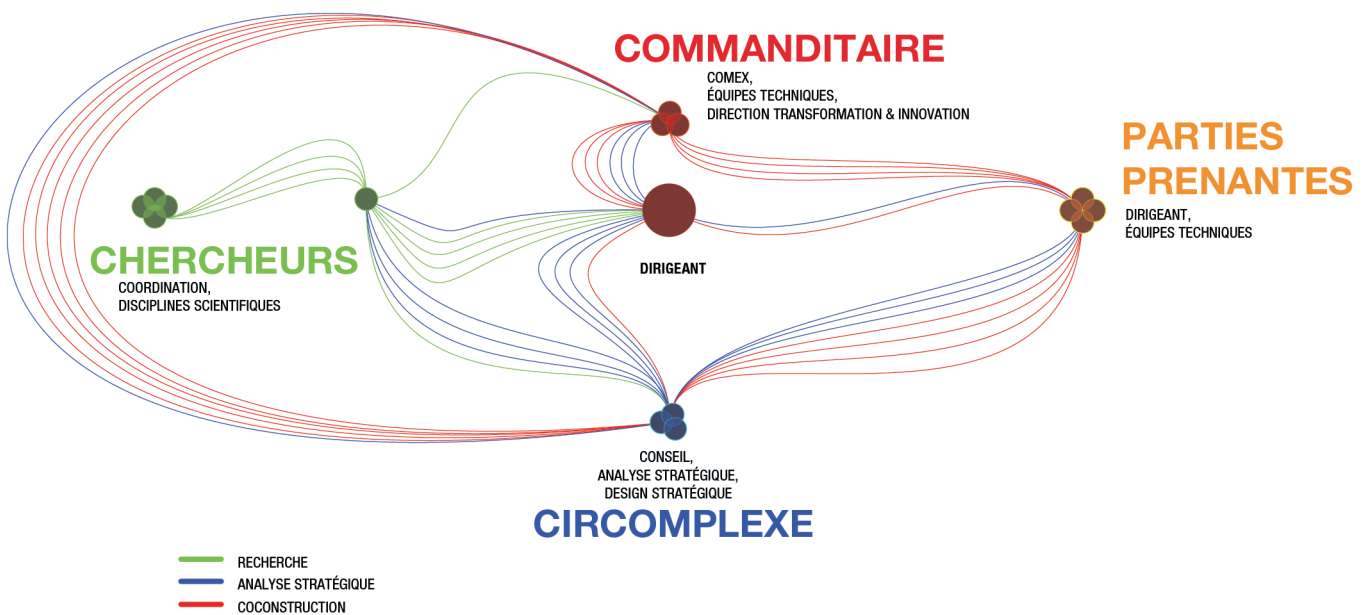 COMMANDITAIRE
COMEX,
ÉQUIPES TECHNIQUES,
DIRECTION TRANSFORMATION & INNOVATION
PARTIES
PRENANTES
DIRIGEANT,
ÉQUIPES TECHNIQUES
CHERCHEURS
COORDINATION,
DISCIPLINES SCIENTIFIQUES
DIRIGEANT
CONSEIL,
ANALYSE STRATÉGIQUE,
DESIGN STRATÉGIQUE
CIRCOMPLEXE
RECHERCHE
ANALYSE STRATÉGIQUE
COCONSTRUCTION